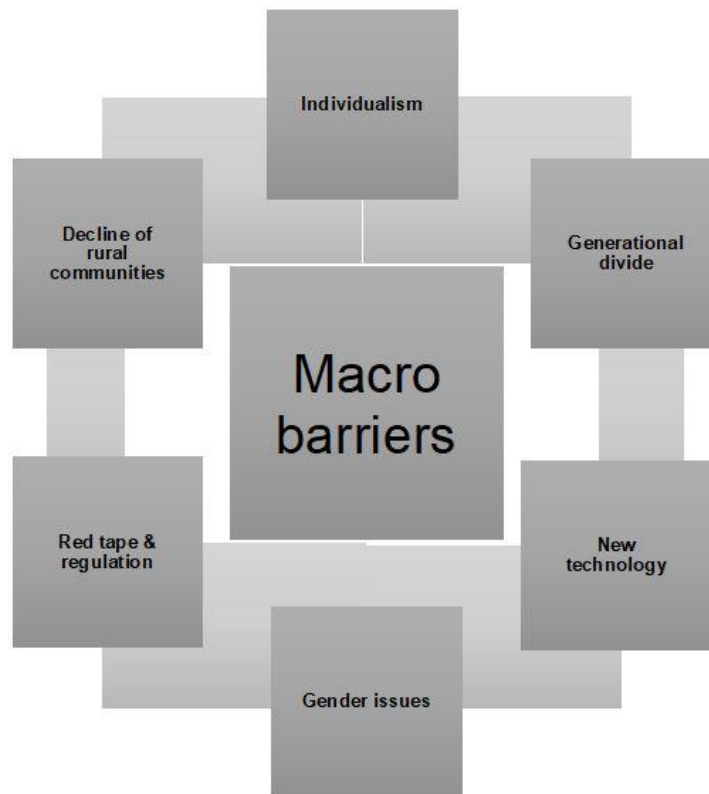 Individualism
Decline of
rural
communities
Generational
divide
Macro
barriers
Red tape &
regulation
New
technology
Gender issues